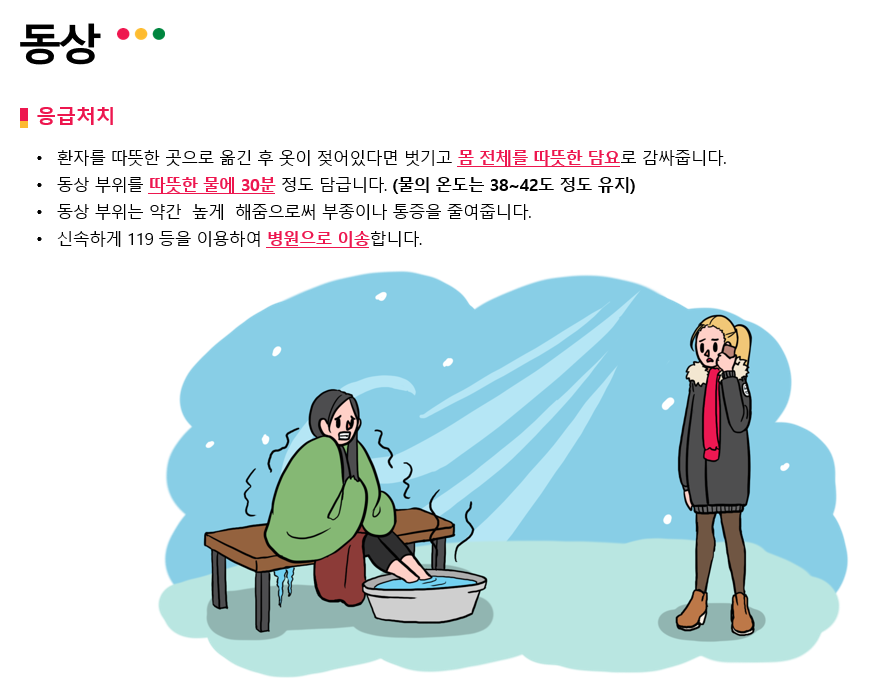 동상
응급처치
• 환자를 따뜻한 곳으로 옮긴 후 옷이 젖어있다면 벗기고 몸 전체를 따뜻한 담요로 감싸줍니다.
• 동상 부위를 따뜻한 물에 30분 정도 담급니다. (물의 온도는 38~42도 정도 유지)
• 동상 부위는 약간 높게 해줌으로써 부종이나 통증을 줄여줍니다.
• 신속하게 119 등을 이용하여 병원으로 이송합니다.